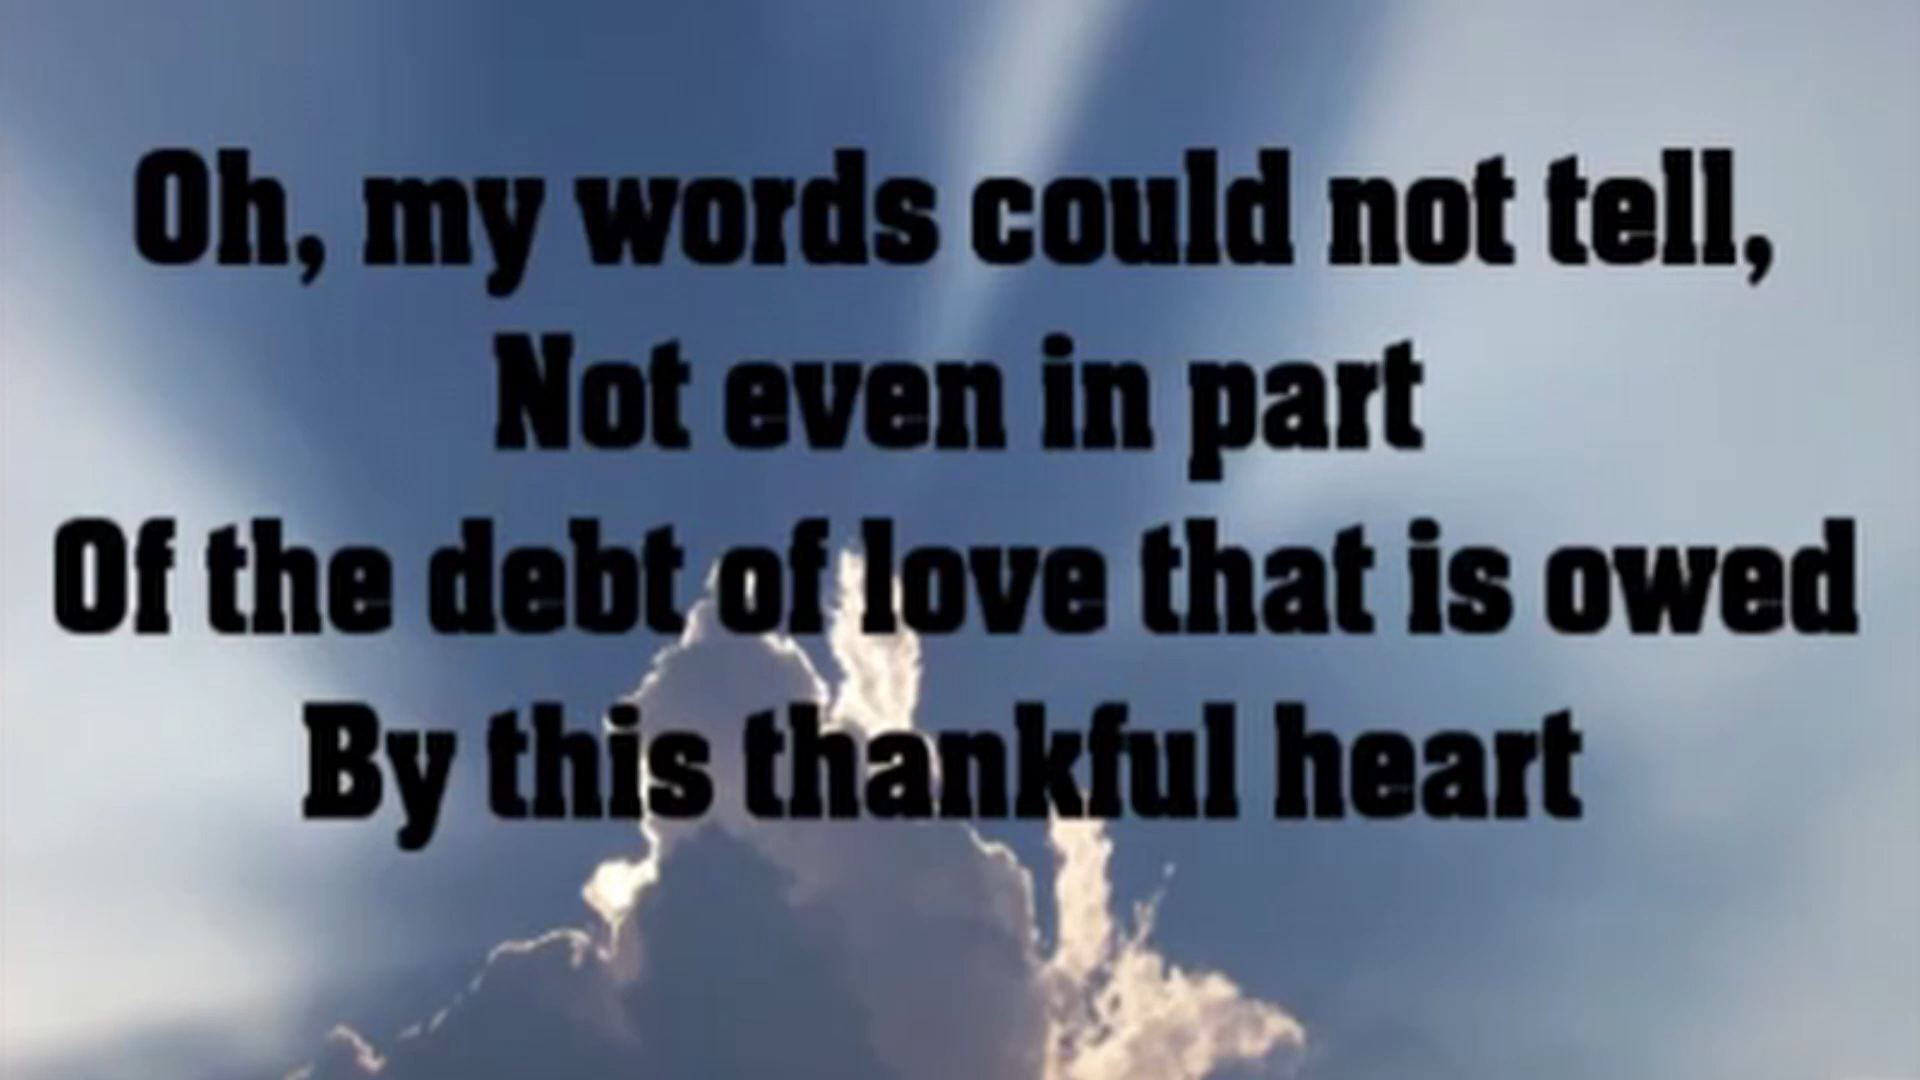 Oh, my words could not tell,
Not even in part
Of the debt of love that is owed
By this thankful heart